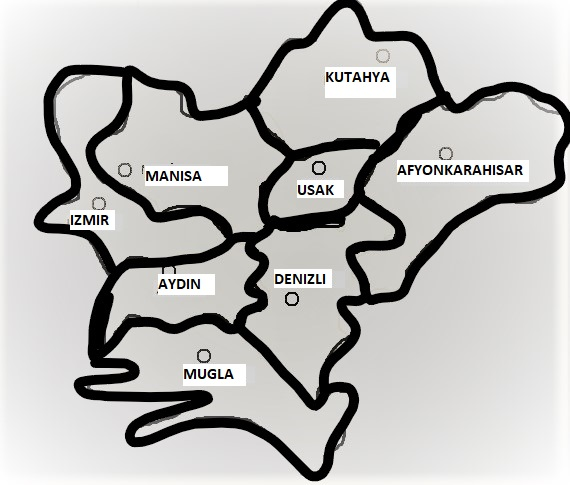 KUTAHYA
AFYONKARAHISAR
MANISA
USAK
IZMIR
DENIZLI
AYDIN
MUGLA